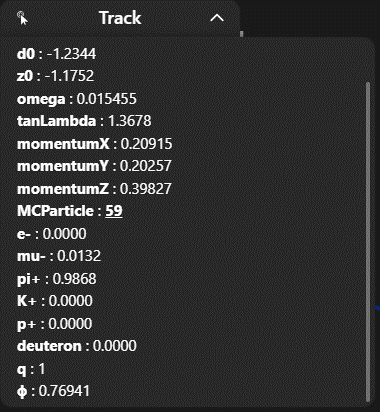 Track
d0 : -1.2344
z0 : -1.1752
omega : 0.015455
tanLambda : 1.3678
momentumX : 0.20915
momentumY : 0.20257
momentumZ : 0.39827
MCParticle : 59
e- : 0.0000
mu- : 0.0132
pi+ : 0.9868
K+ : 0.0000
p+ : 0.0000
deuteron : 0.0000
q : 1
ϕ : 0.76941